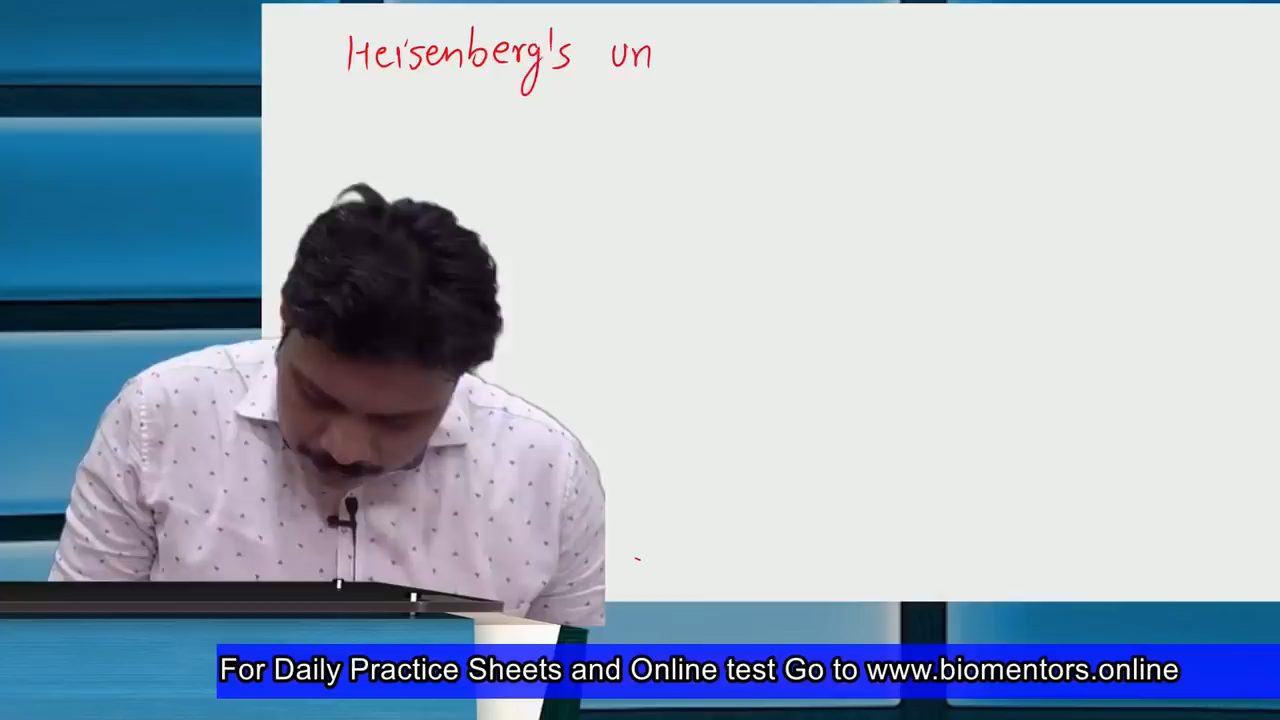 Heisenberg's un
For Daily Practice Sheets and Online test Go to www.biomentors.online